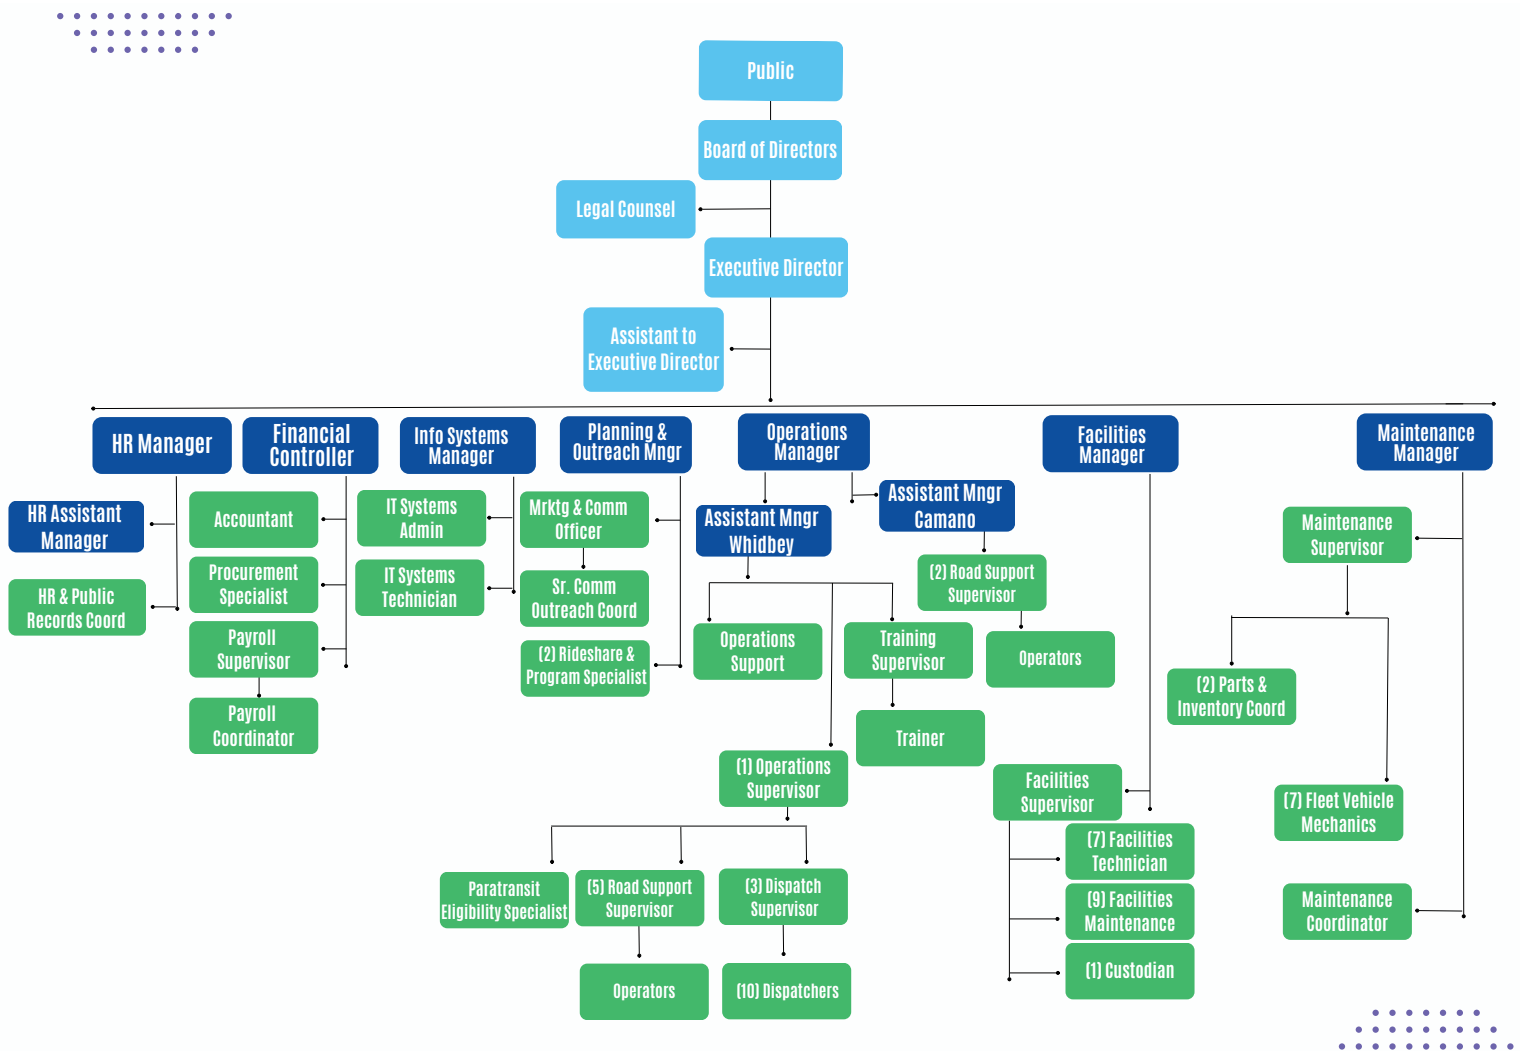 Public
Board of Directors
Legal Counsel
Executive Director
Assistant to
Executive Director
HR Manager
Financial
Controller
Info Systems
Manager
Planning &
Outreach Mngr
Operations
Manager
Facilities
Manager
Maintenance
Manager
HR Assistant
Manager
HR & Public
Records Coord
Accountant
Procurement
Specialist
Payroll
Supervisor
Payroll
Coordinator
IT Systems
Admin
IT Systems
Technician
Mrktg & Comm
Officer
Sr. Comm
Outreach Coord
(2) Rideshare &
Program Specialist
Assistant Mngr
Whidbey
Assistant Mngr
Camano
(2) Road Support
Supervisor
Operators
Operations
Support
Training
Supervisor
Trainer
(1) Operations
Supervisor
Paratransit
Eligibility Specialist
(5) Road Support
Supervisor
(3) Dispatch
Supervisor
Operators
(10) Dispatchers
Facilities
Supervisor
(7) Facilities
Technician
(9) Facilities
Maintenance
(1) Custodian
Maintenance
Supervisor
(2) Parts &
Inventory Coord
(7) Fleet Vehicle
Mechanics
Maintenance
Coordinator